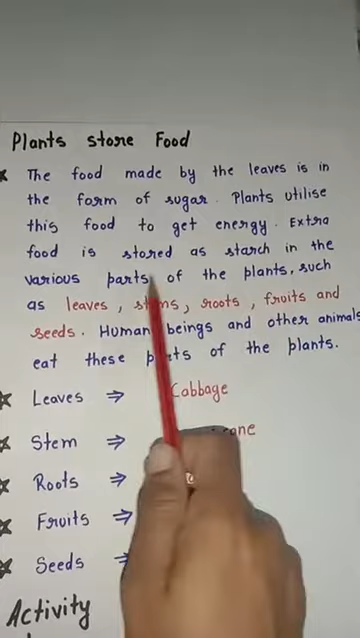 Plants store Food
The food made by the leaves is in
the form of sugar. Plants utilise
this food to get energy. Extra
food is stored as starch in the
various parts of the plants, such
as leaves, stems, roots, fruits and
seeds. Human beings and other animals
eat these parts of the plants.
Leaves ⇒ Cabbage
Stem ⇒
Roots ⇒
Fruits ⇒
Seeds ⇒
Activity